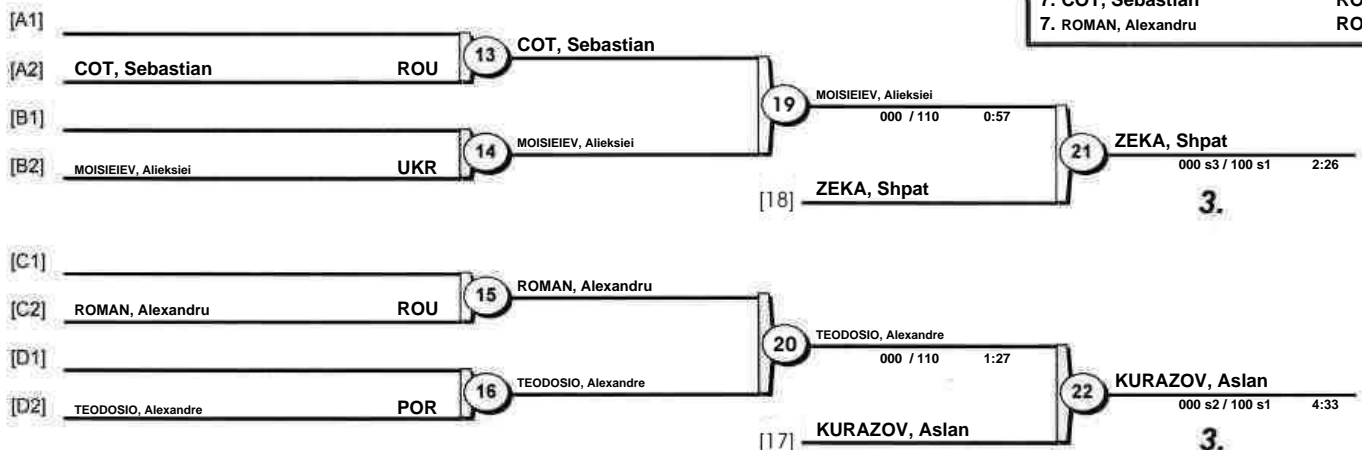 7. COT, Sebastian
7. ROMAN, Alexandru RO
[A1]
[A2] COT, Sebastian ROU
13 COT, Sebastian
[B1]
[B2] MOISIEIEV, Alieksiei UKR
14 MOISIEIEV, Alieksiei
19 MOISIEIEV, Alieksiei
000 / 110 0:57
[18] ZEKA, Shpat
21 ZEKA, Shpat
000 s3 / 100 s1 2:26
3.
[C1]
[C2] ROMAN, Alexandru ROU
15 ROMAN, Alexandru
[D1]
[D2] TEODOSIO, Alexandre POR
16 TEODOSIO, Alexandre
20 TEODOSIO, Alexandre
000 / 110 1:27
[17] KURAZOV, Aslan
22 KURAZOV, Aslan
000 s2 / 100 s1 4:33
3.